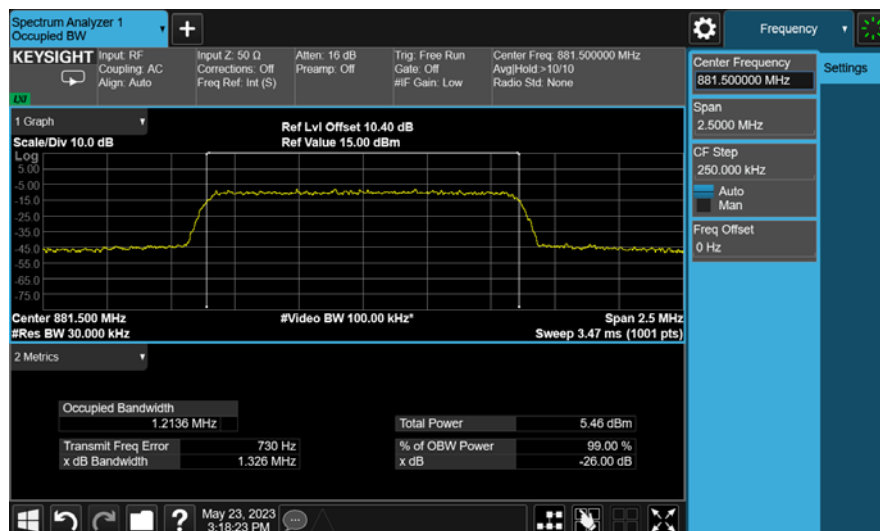 Spectrum Analyzer 1
Occupied BW
+
Frequency
KEYSIGHT
Input: RF
Coupling: AC
Align: Auto
Input Z: 50 Ω
Corrections: Off
Freq Ref: Int (S)
Atten: 16 dB
Preamp: Off
Trig: Free Run
Gate: Off
#IF Gain: Low
Center Freq: 881.500000 MHz
Avg|Hold:>10/10
Radio Std: None
LXI
Center Frequency
881.500000 MHz
Settings
Span
2.5000 MHz
CF Step
250.000 kHz
Auto
Man
Freq Offset
0 Hz
1 Graph
Scale/Div 10.0 dB
Ref Lvl Offset 10.40 dB
Ref Value 15.00 dBm
Log
5.00
-5.00
-15.0
-25.0
-35.0
-45.0
-55.0
-65.0
-75.0
Center 881.500 MHz
#Video BW 100.00 kHz*
Span 2.5 MHz
#Res BW 30.000 kHz
Sweep 3.47 ms (1001 pts)
2 Metrics
Occupied Bandwidth
1.2136 MHz
Total Power 5.46 dBm
Transmit Freq Error 730 Hz
% of OBW Power 99.00 %
x dB Bandwidth 1.326 MHz
x dB -26.00 dB
?
May 23, 2023
3:18:23 PM